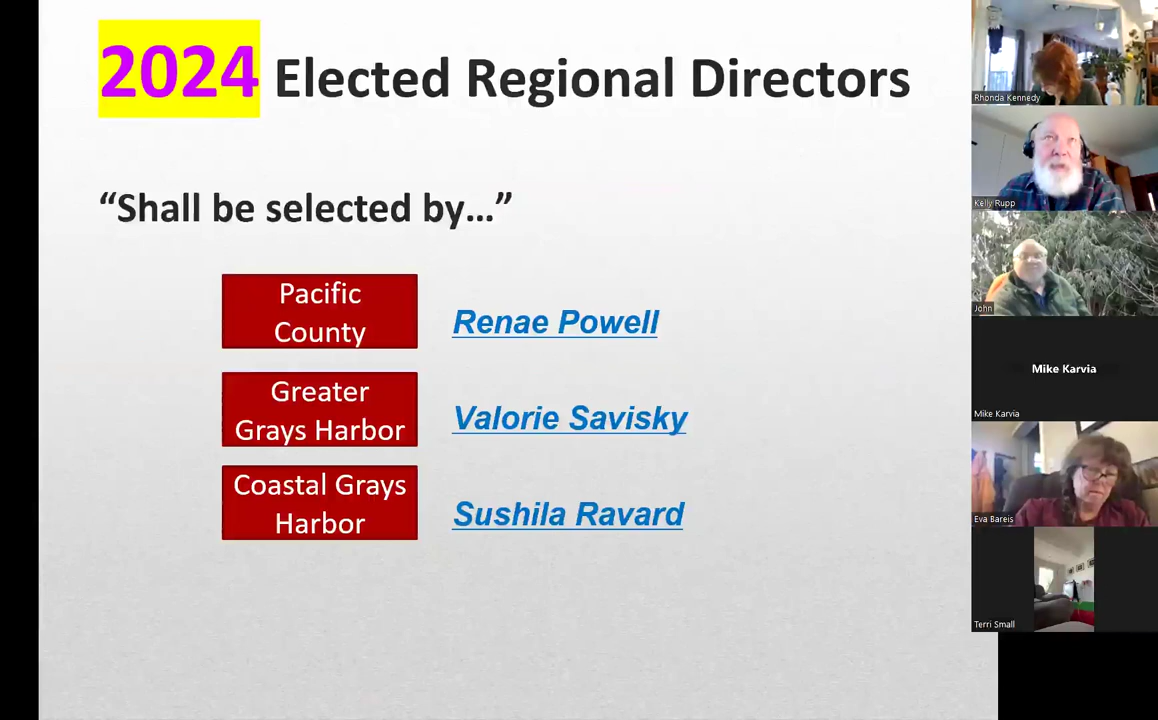 2024 Elected Regional Directors
“Shall be selected by...”
Pacific
County
Renae Powell
Greater
Grays Harbor
Valorie Savisky
Coastal Grays
Harbor
Sushila Ravard
Rhonda Kennedy
Kelly Rupp
John
Mike Karvia
Mike Karvia
Eva Bareis
Terri Small